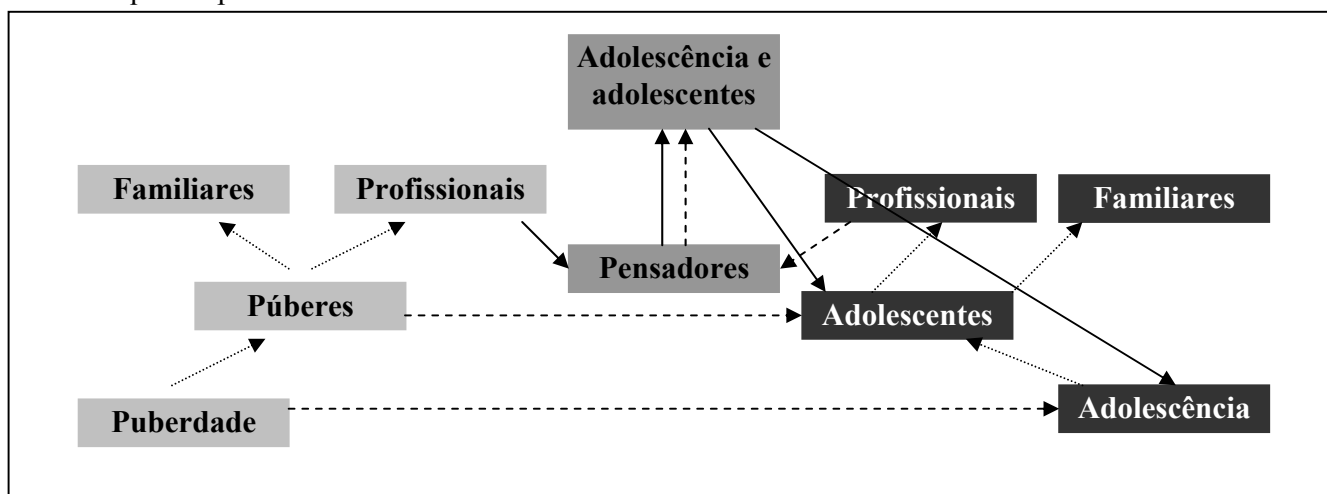 Adolescência e
adolescentes
Familiares
Profissionais
Profissionais
Familiares
Pensadores
Púberes
Adolescentes
Puberdade
Adolescência